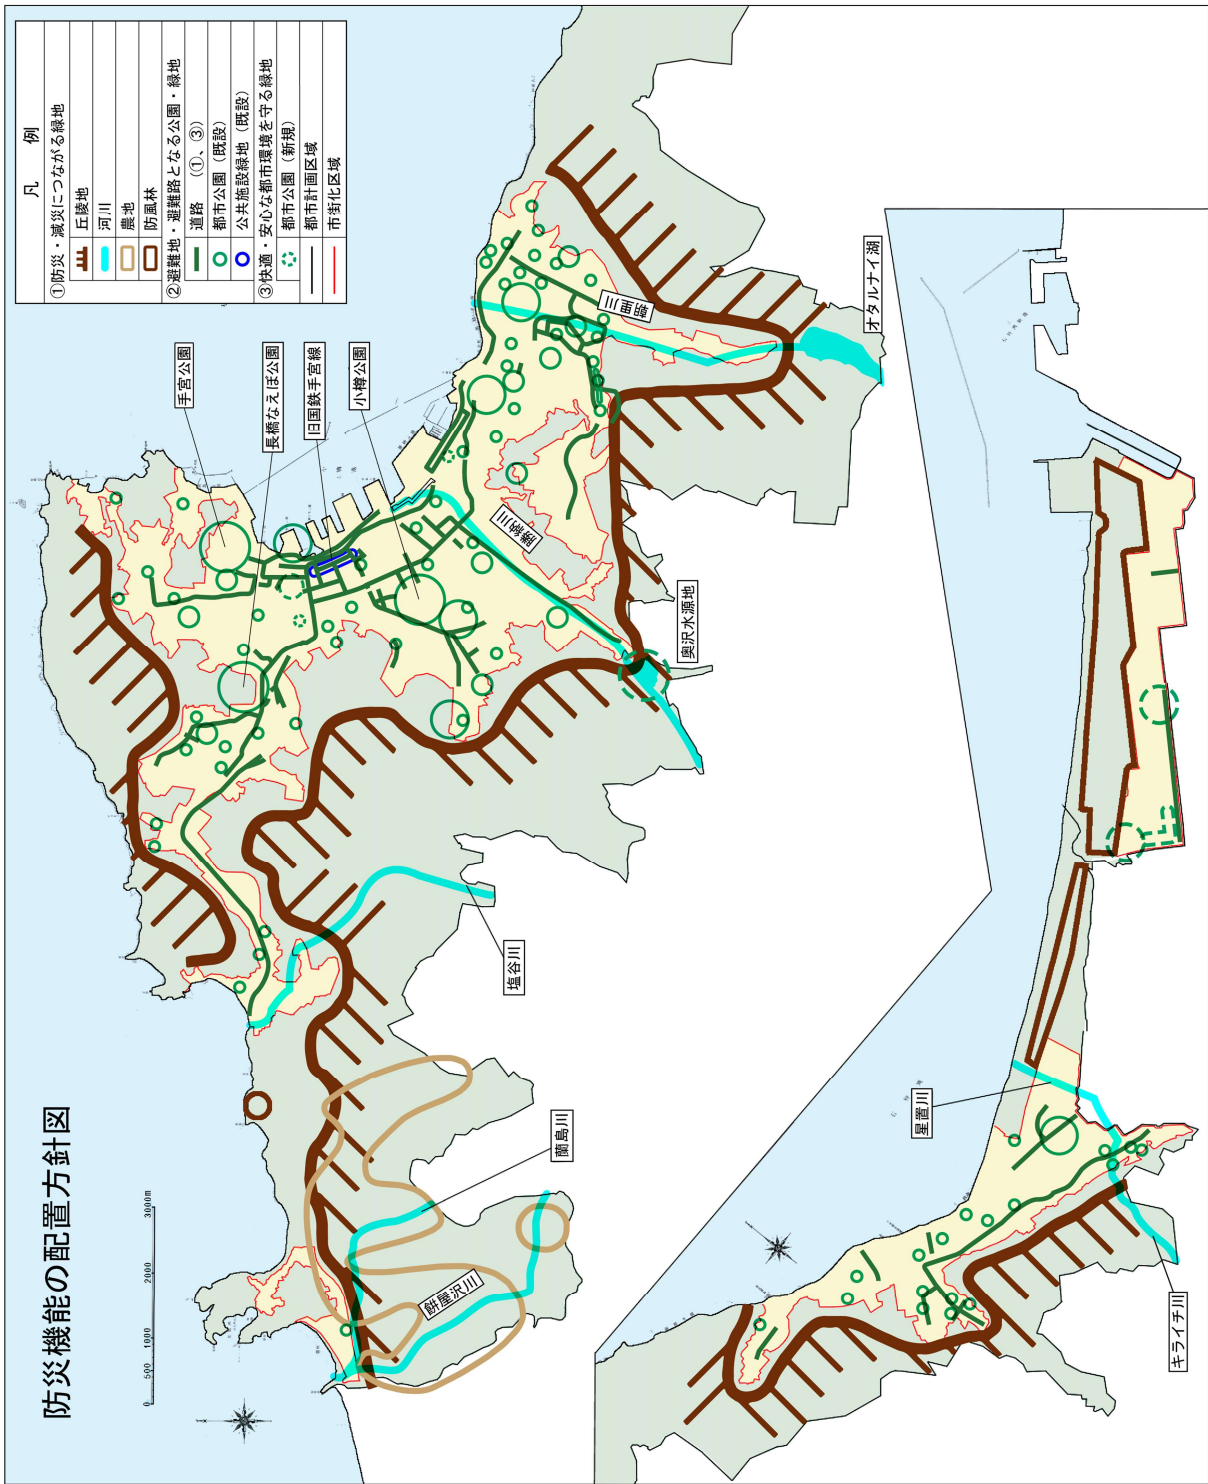 防災機能の配置方針図
0 500 1000 2000 3000m
凡 例
①防災・減災につながる緑地
丘陵地
河川
農地
防風林
②避難地・避難路となる公園・緑地
道路 (①、③)
都市公園(既設)
公共施設緑地(既設)
③快適・安心な都市環境を守る緑地
都市公園(新規)
都市計画区域
市街化区域
手宮公園
長橋なえぼ公園
旧国鉄手宮線
小樽公園
朝里川
オタルナイ湖
勝納川
奥沢水源地
塩谷川
蘭島川
餅屋沢川
星置川
キライチ川